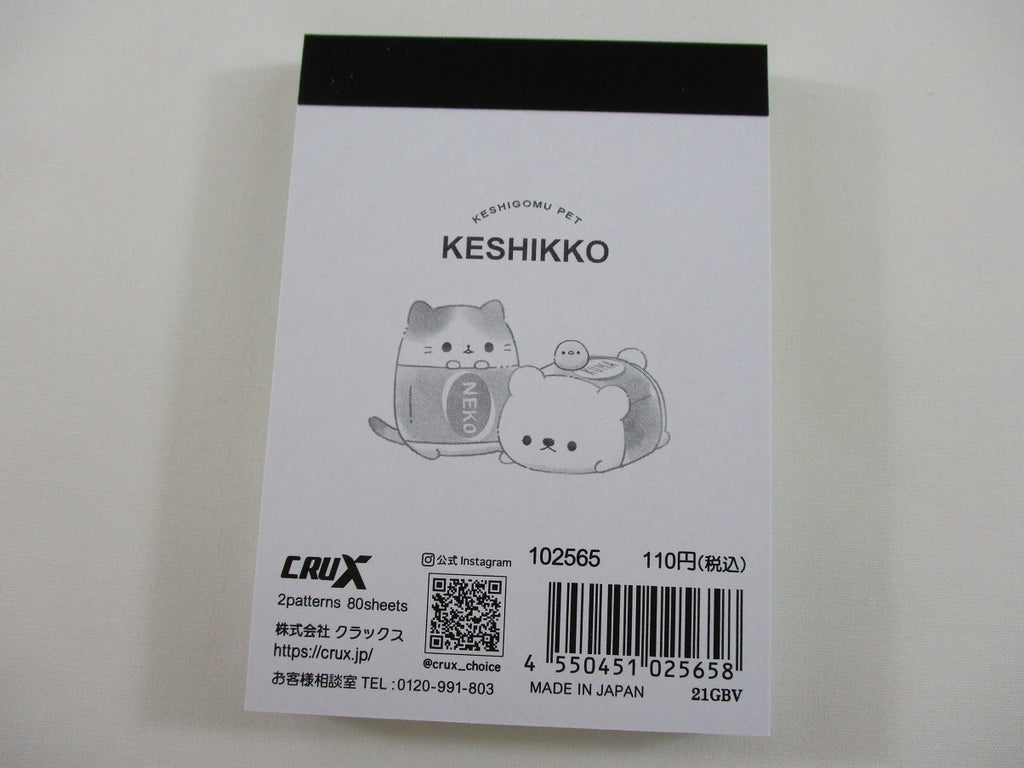 KESHIGOMU PET
KESHIKKO
NEKO
CRUX
2patterns 80sheets
株式会社 クラックス
https://crux.jp/
お客様相談室 TEL : 0120-991-803
公式 Instagram
@crux_choice
102565 110円(税込)
4 550451 025658
MADE IN JAPAN 21GBV